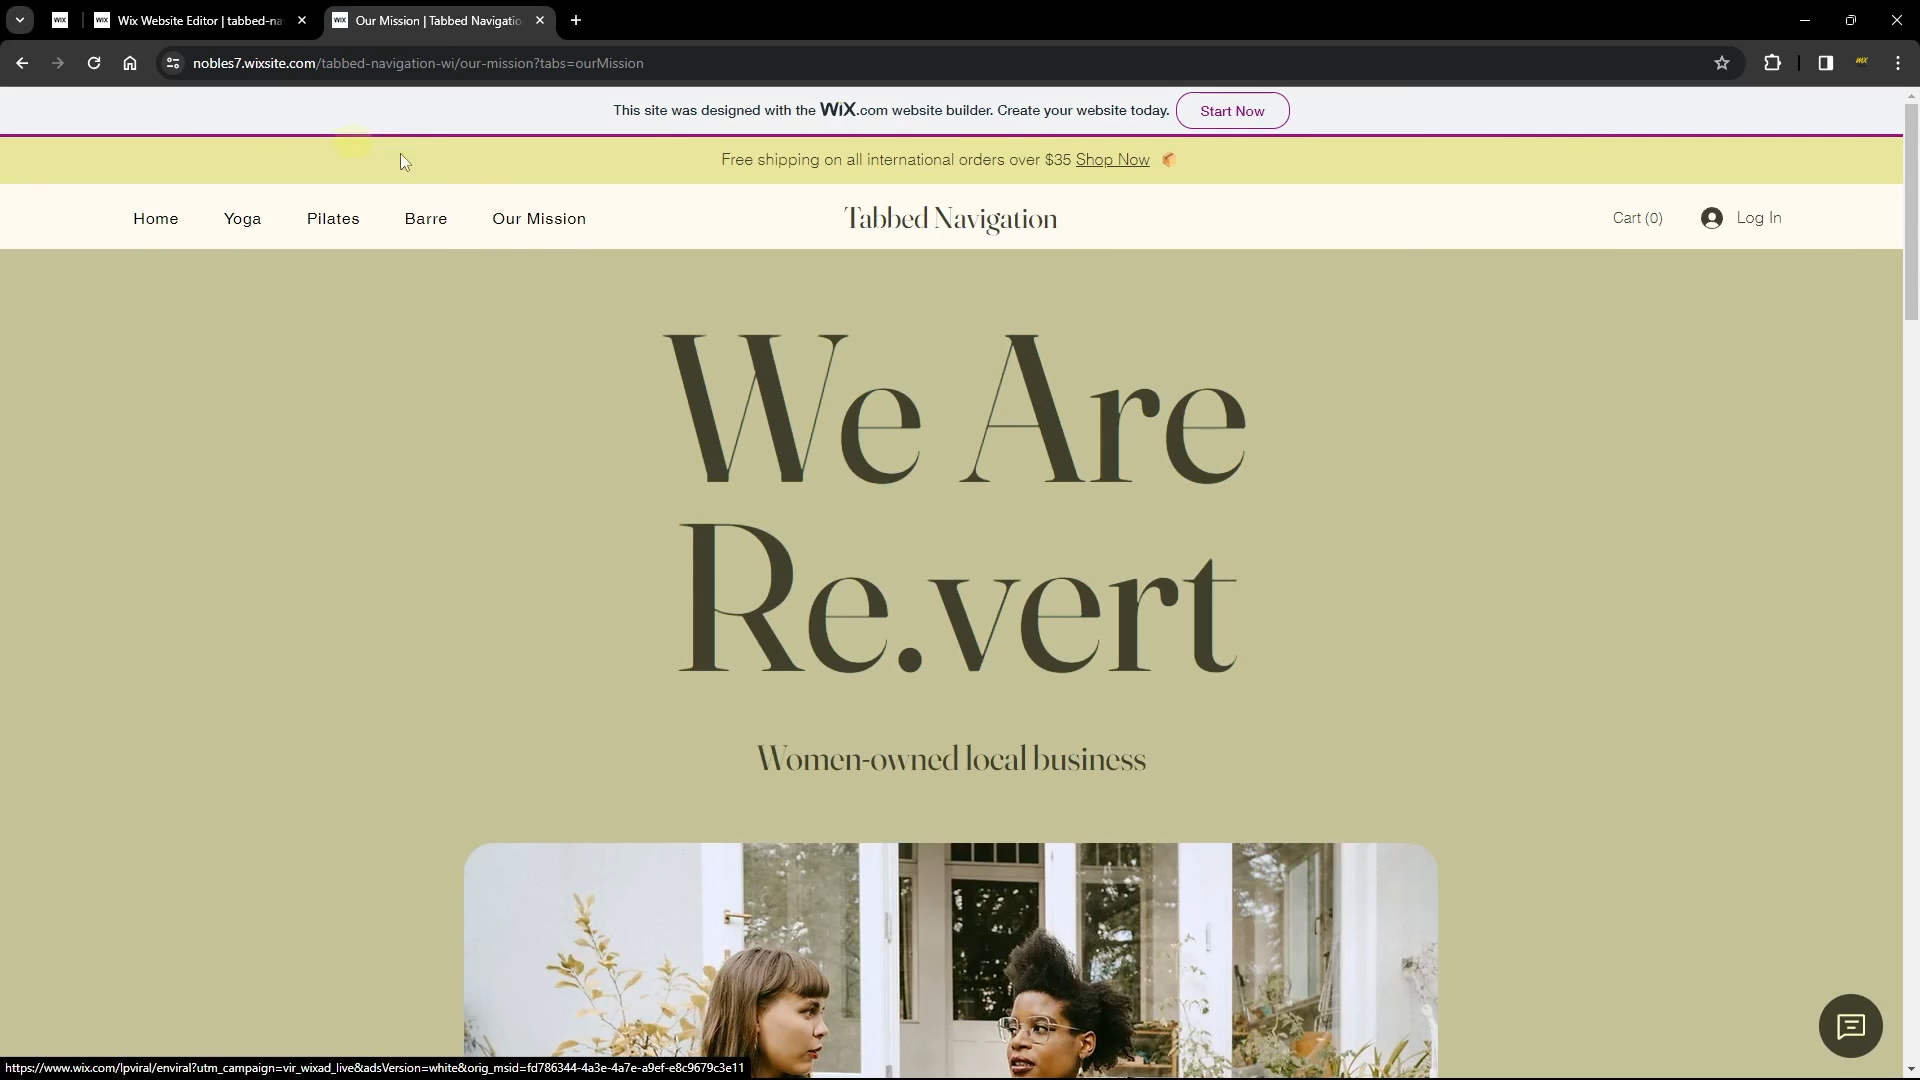 Wix Website Editor | tabbed-na
Our Mission | Tabbed Navigatio
nobles7.wixsite.com/tabbed-navigation-wi/our-mission?tabs=ourMission
This site was designed with the WiX.com website builder. Create your website today. Start Now
Free shipping on all international orders over $35 Shop Now
Home Yoga Pilates Barre Our Mission Tabbed Navigation Cart (0) Log In
We Are
Re.vert
Women-owned local business
https://www.wix.com/lpviral/enviral?utm_campaign=vir_wixad_live&adsVersion=white&orig_msid=fd786344-4a3e-4a7e-a9ef-e8c9679c3e11